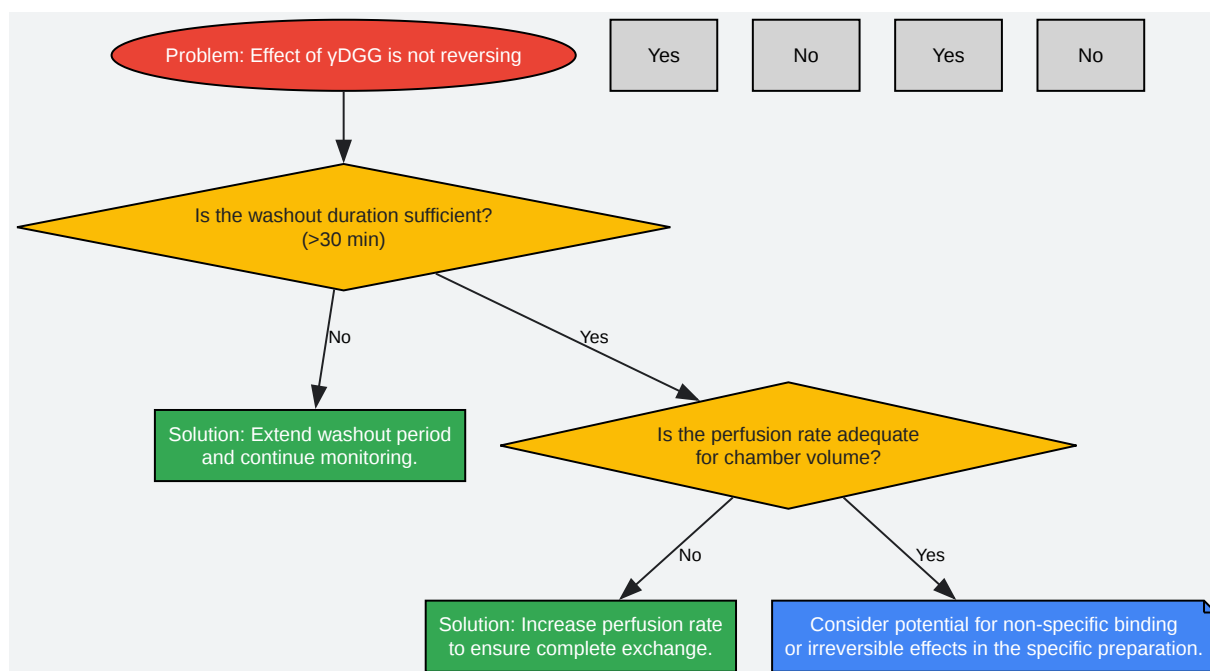 Problem: Effect of γDGG is not reversing
Yes
No
Yes
No
Is the washout duration sufficient?
(>30 min)
No
Yes
Solution: Extend washout period
and continue monitoring.
Is the perfusion rate adequate
for chamber volume?
No
Yes
Solution: Increase perfusion rate
to ensure complete exchange.
Consider potential for non-specific binding
or irreversible effects in the specific preparation.